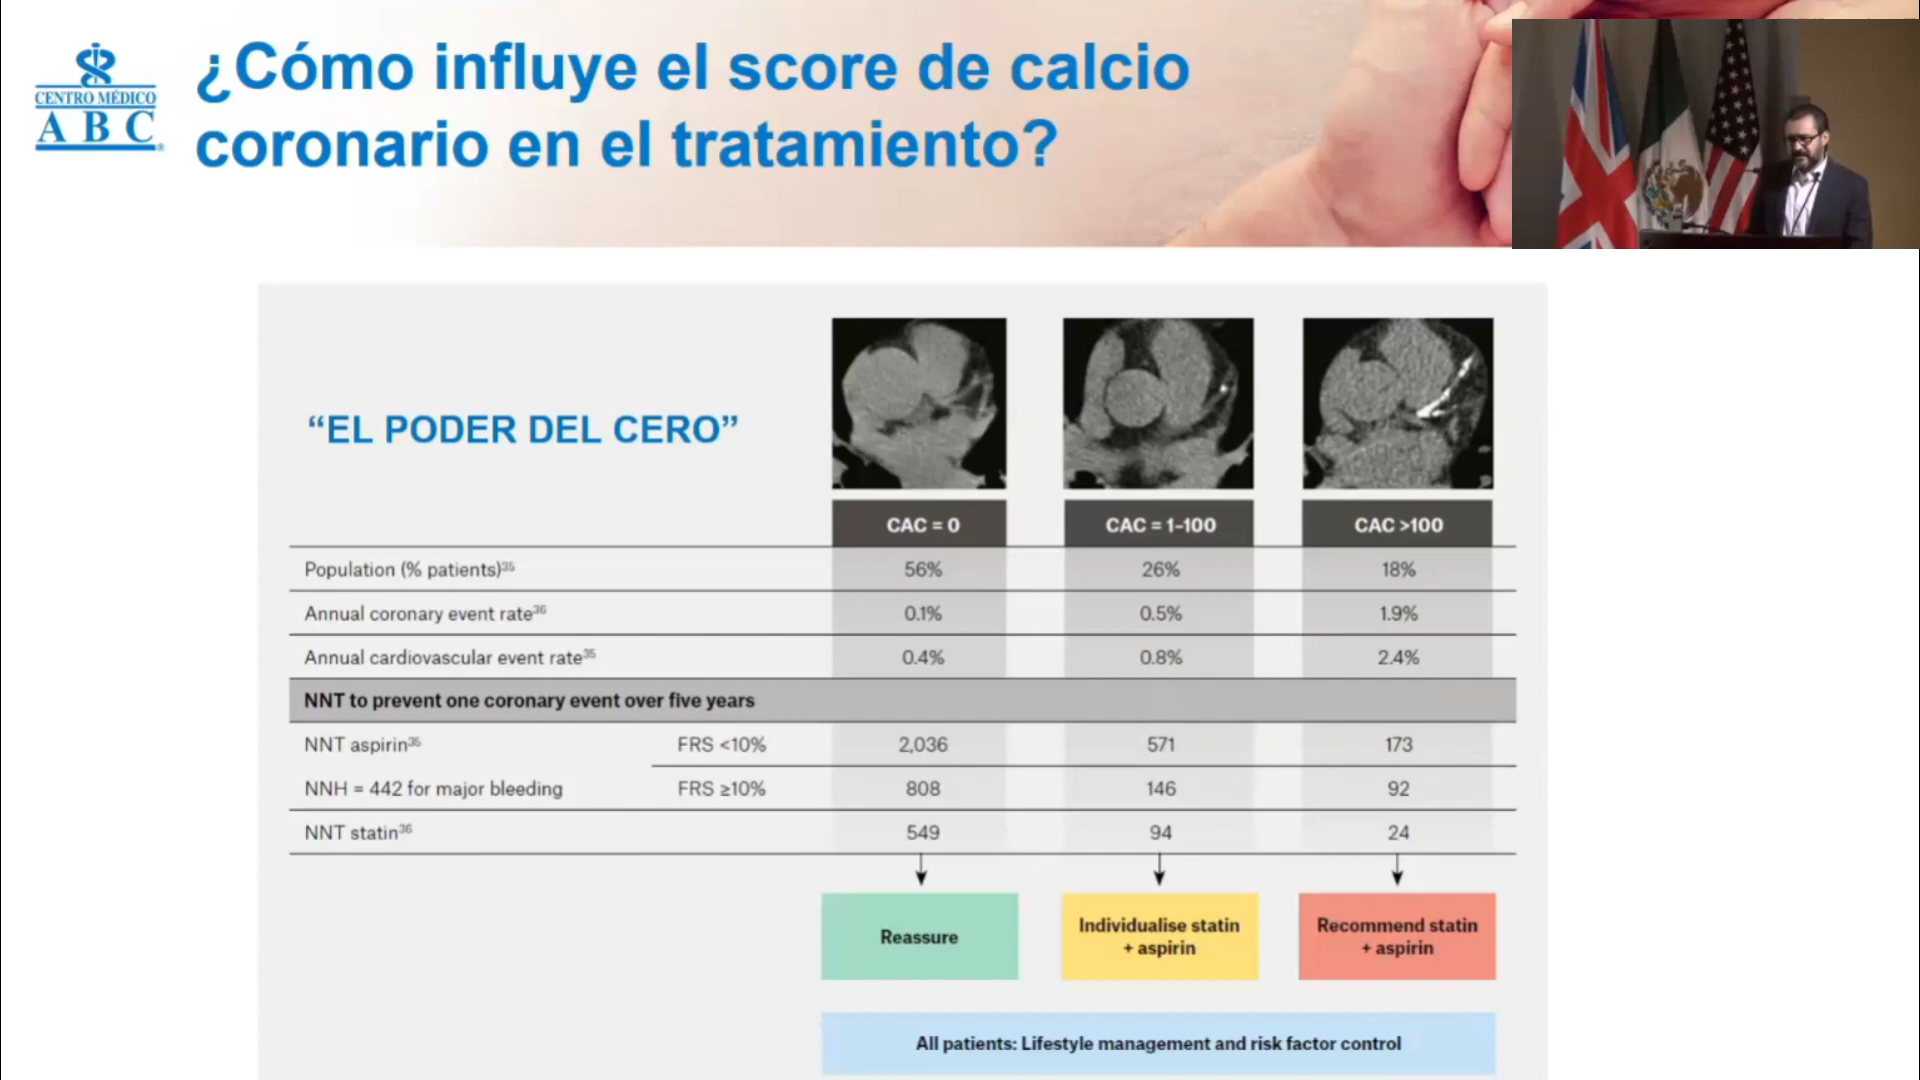 CENTRO MÉDICO
ABC
¿Cómo influye el score de calcio
coronario en el tratamiento?
“EL PODER DEL CERO”
CAC = 0 CAC = 1-100 CAC >100
Population (% patients)35 56% 26% 18%
Annual coronary event rate36 0.1% 0.5% 1.9%
Annual cardiovascular event rate35 0.4% 0.8% 2.4%
NNT to prevent one coronary event over five years
NNT aspirin35 FRS <10% 2,036 571 173
NNH = 442 for major bleeding FRS ≥10% 808 146 92
NNT statin36 549 94 24
Reassure
Individualise statin
+ aspirin
Recommend statin
+ aspirin
All patients: Lifestyle management and risk factor control